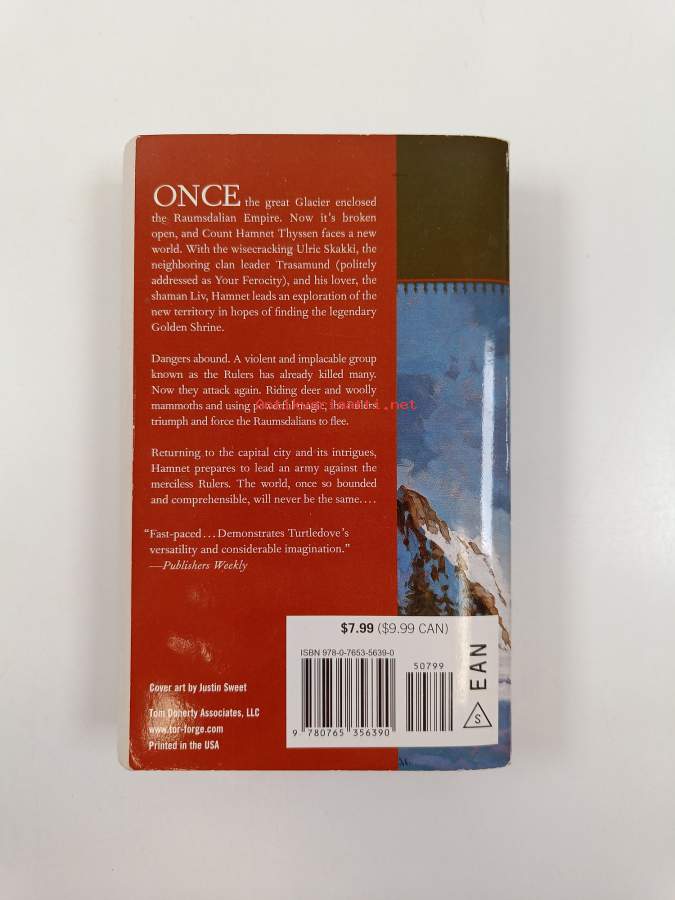 ONCE the great Glacier enclosed
the Raumsdalian Empire. Now it's broken
open, and Count Hamnet Thyssen faces a new
world. With the wisecracking Ulric Skakki, the
neighboring clan leader Trasamund (politely
addressed as Your Ferocity), and his lover, the
shaman Liv, Hamnet leads an exploration of the
new territory in hopes of finding the legendary
Golden Shrine.
Dangers abound. A violent and implacable group
known as the Rulers has already killed many.
Now they attack again. Riding deer and woolly
mammoths and using powerful magic, the Rulers
triumph and force the Raumsdalians to flee.
Returning to the capital city and its intrigues,
Hamnet prepares to lead an army against the
merciless Rulers. The world, once so bounded
and comprehensible, will never be the same....
“Fast-paced...Demonstrates Turtledove's
versatility and considerable imagination.”
—Publishers Weekly
$7.99 ($9.99 CAN)
ISBN 978-0-7653-5639-0
50799
9 780765 356390
EAN
S
Cover art by Justin Sweet
Tom Doherty Associates, LLC
www.tor-forge.com
Printed in the USA